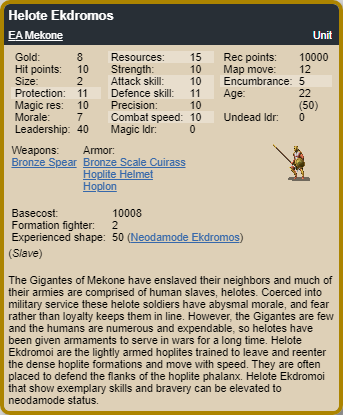 Helote Ekdromos
EA Mekone Unit
Gold: 8 Resources: 15 Rec points: 10000
Hit points: 10 Strength: 10 Map move: 12
Size: 2 Attack skill: 10 Encumbrance: 5
Protection: 11 Defence skill: 11 Age: 22
Magic res: 10 Precision: 10 (50)
Morale: 7 Combat speed: 10 Undead ldr: 0
Leadership: 40 Magic ldr: 0
Weapons: Armor:
Bronze Spear Bronze Scale Cuirass
Hoplite Helmet
Hoplon
Basecost: 10008
Formation fighter: 2
Experienced shape: 50 (Neodamode Ekdromos)
(Slave)
The Gigantes of Mekone have enslaved their neighbors and much of
their armies are comprised of human slaves, helotes. Coerced into
military service these helote soldiers have abysmal morale, and fear
rather than loyalty keeps them in line. However, the Gigantes are few
and the humans are numerous and expendable, so helotes have
been given armaments to serve in wars for a long time. Helote
Ekdromoi are the lightly armed hoplites trained to leave and reenter
the dense hoplite formations and move with speed. They are often
placed to defend the flanks of the hoplite phalanx. Helote Ekdromoi
that show exemplary skills and bravery can be elevated to
neodamode status.